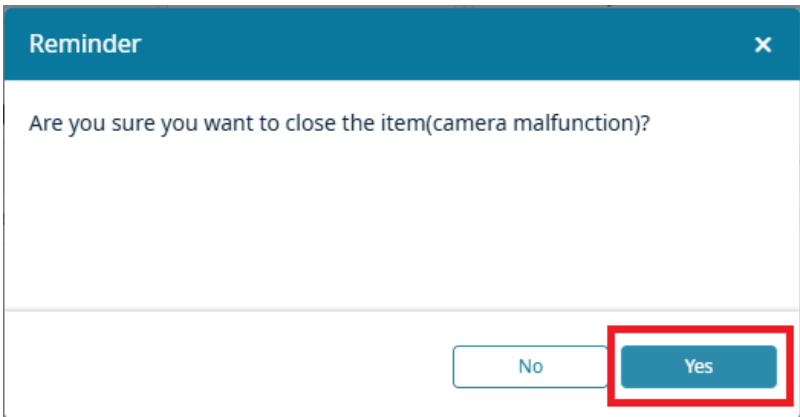 Reminder
Are you sure you want to close the item(camera malfunction)?
No
Yes